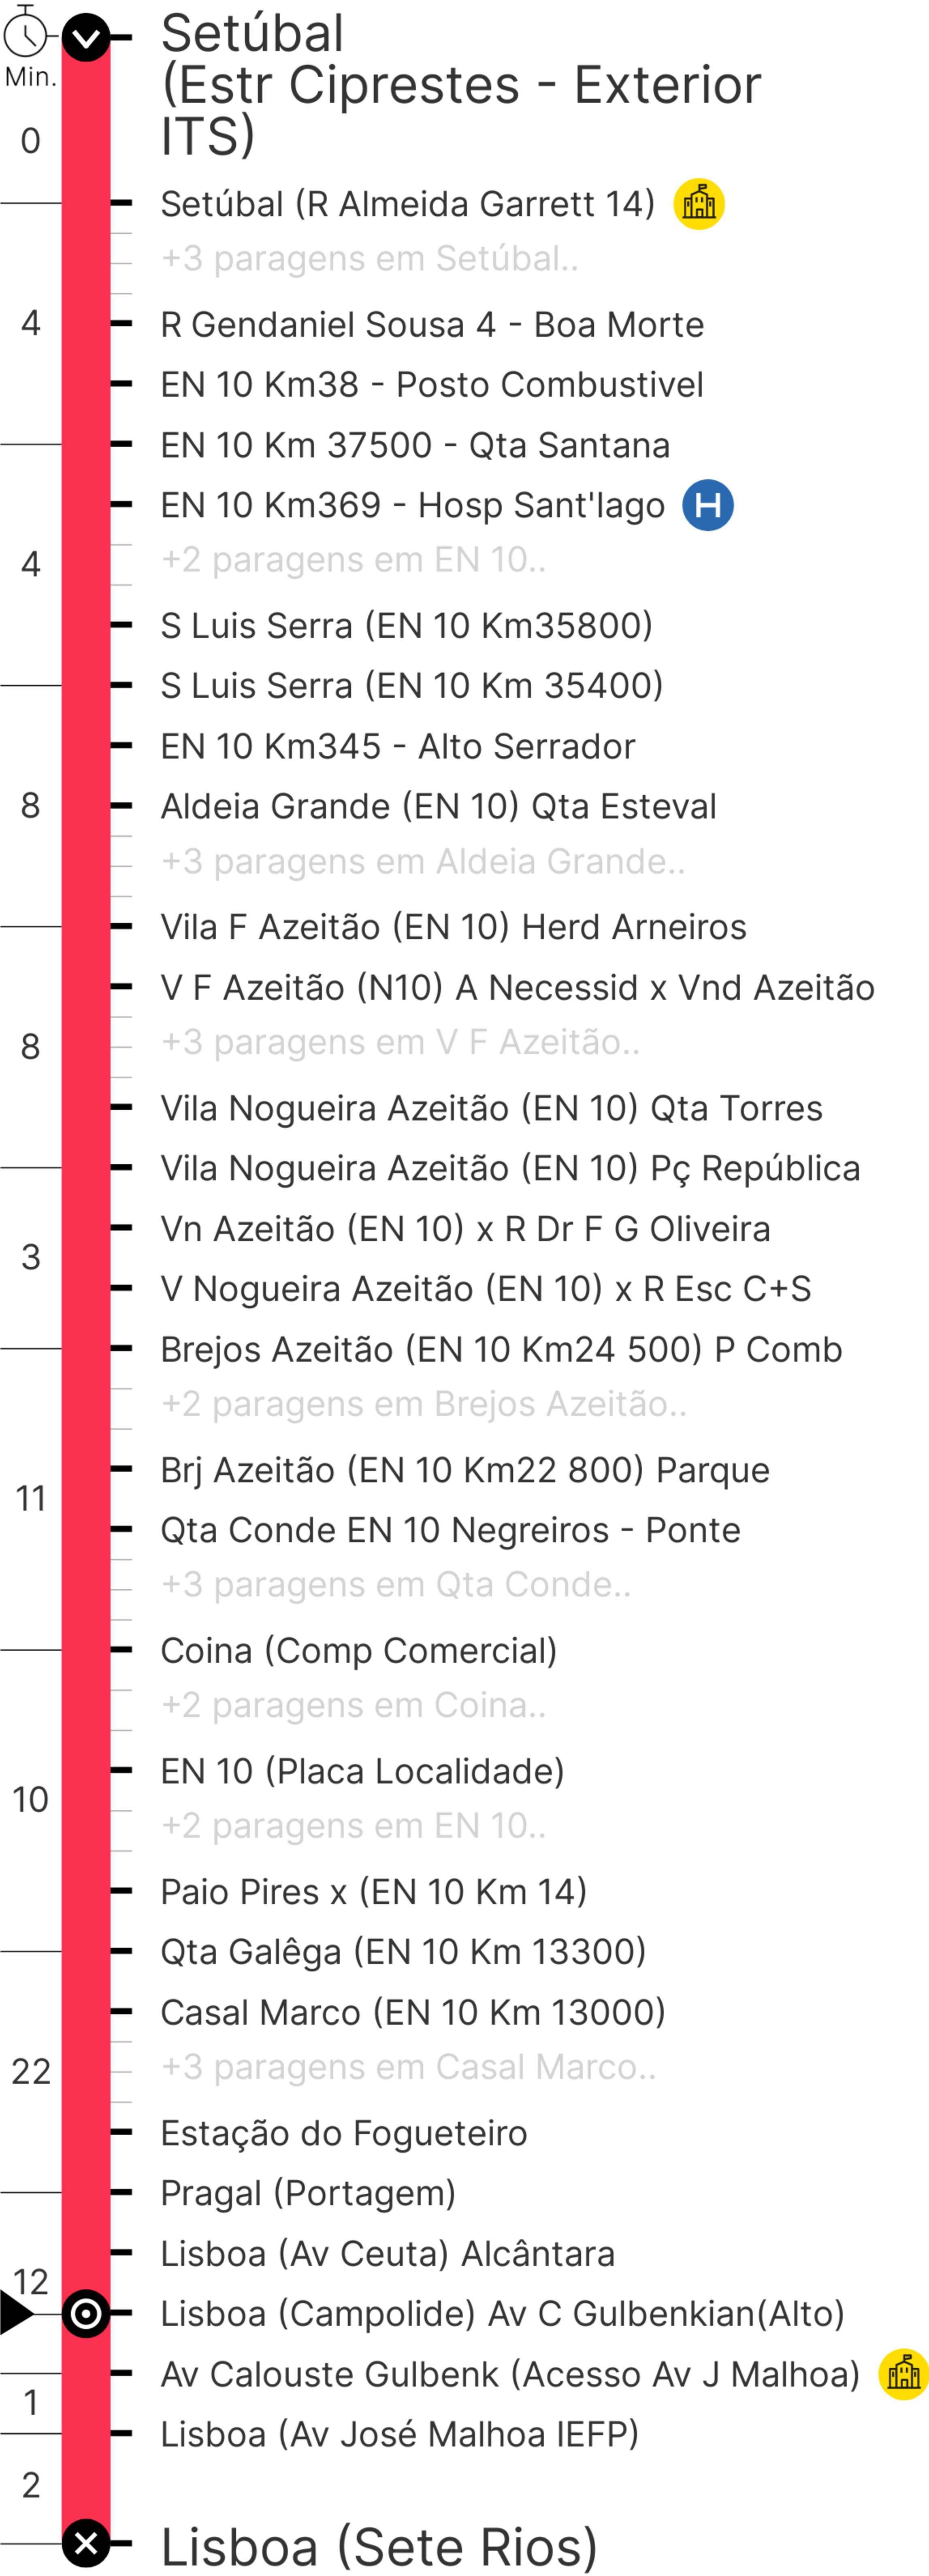 Setúbal
Min.
(Estr Ciprestes - Exterior
ITS)
0
Setúbal (R Almeida Garrett 14)
+3 paragens em Setúbal..
4
R Gendaniel Sousa 4 - Boa Morte
EN 10 Km38 - Posto Combustivel
EN 10 Km 37500 - Qta Santana
EN 10 Km369 - Hosp Sant'Iago H
4
+2 paragens em EN 10..
S Luis Serra (EN 10 Km35800)
S Luis Serra (EN 10 Km 35400)
EN 10 Km345 - Alto Serrador
8
Aldeia Grande (EN 10) Qta Esteval
+3 paragens em Aldeia Grande..
Vila F Azeitão (EN 10) Herd Arneiros
V F Azeitão (N10) A Necessid x Vnd Azeitão
8
+3 paragens em V F Azeitão..
Vila Nogueira Azeitão (EN 10) Qta Torres
Vila Nogueira Azeitão (EN 10) Pç República
Vn Azeitão (EN 10) x R Dr F G Oliveira
3
V Nogueira Azeitão (EN 10) x R Esc C+S
Brejos Azeitão (EN 10 Km24 500) P Comb
+2 paragens em Brejos Azeitão..
Brj Azeitão (EN 10 Km22 800) Parque
11
Qta Conde EN 10 Negreiros - Ponte
+3 paragens em Qta Conde..
Coina (Comp Comercial)
+2 paragens em Coina..
EN 10 (Placa Localidade)
10
+2 paragens em EN 10..
Paio Pires x (EN 10 Km 14)
Qta Galêga (EN 10 Km 13300)
Casal Marco (EN 10 Km 13000)
22
+3 paragens em Casal Marco..
Estação do Fogueteiro
Pragal (Portagem)
Lisboa (Av Ceuta) Alcântara
12
Lisboa (Campolide) Av C Gulbenkian(Alto)
Av Calouste Gulbenk (Acesso Av J Malhoa)
1
Lisboa (Av José Malhoa IEFP)
2
Lisboa (Sete Rios)